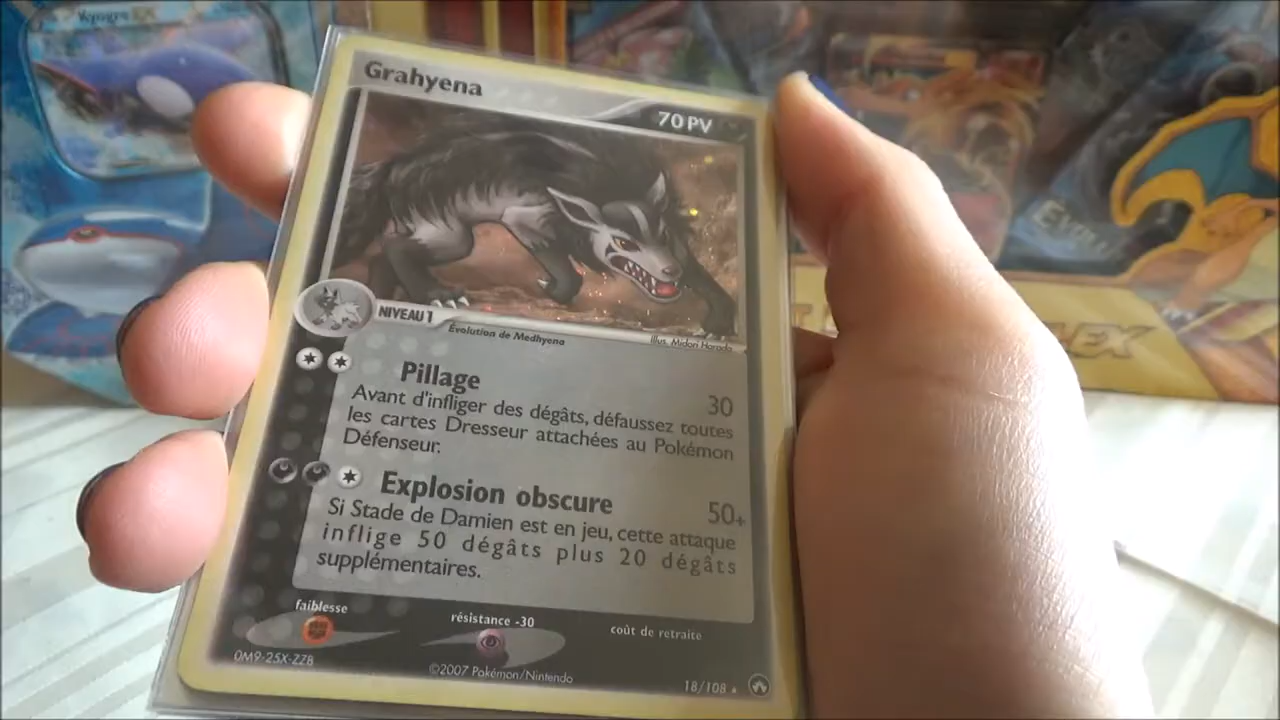 Grahyena
70 PV
NIVEAU 1
Évolution de Medhyena
Illus. Midori Harada
Pillage
30
Avant d'infliger des dégâts, défaussez toutes
les cartes Dresseur attachées au Pokémon
Défenseur.
Explosion obscure
50+
Si Stade de Damien est en jeu, cette attaque
inflige 50 dégâts plus 20 dégâts
supplémentaires.
faiblesse
résistance -30
coût de retraite
0M9-25X-ZZB
©2007 Pokémon/Nintendo
18/108
EX